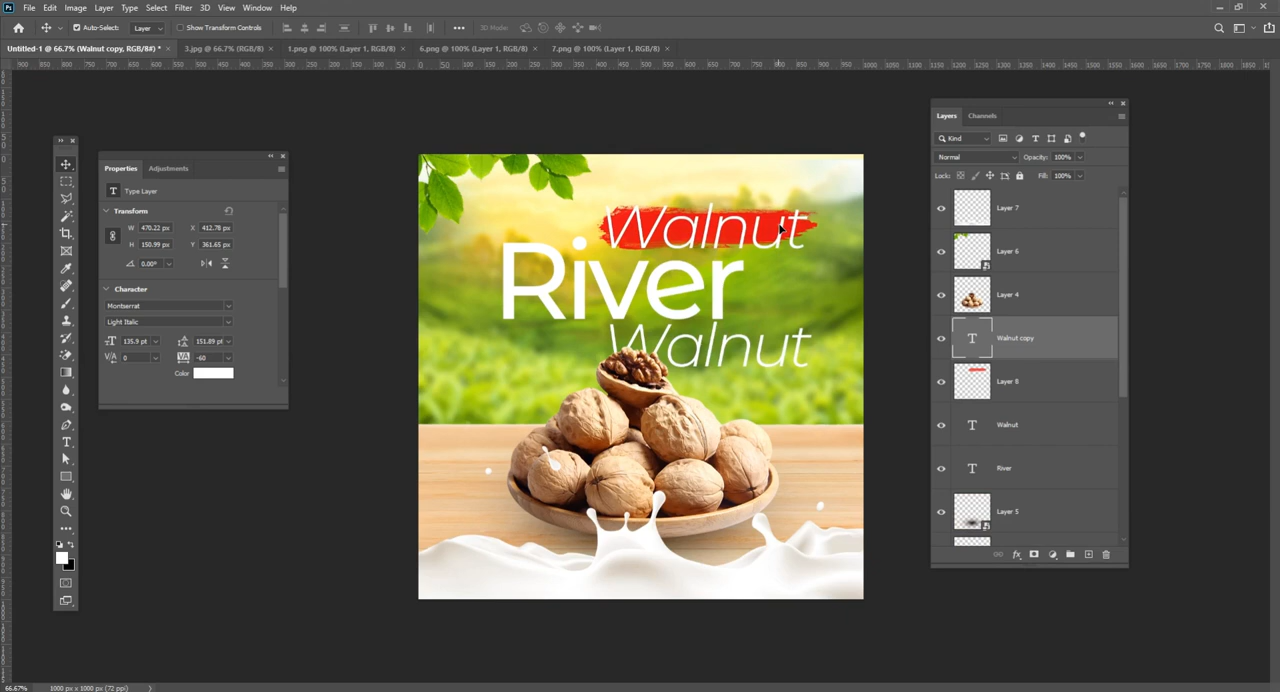 Ps File Edit Image Layer Type Select Filter 3D View Window Help
Auto-Select: Layer Show Transform Controls 3D Mode:
Untitled-1 @ 66.7% (Walnut copy, RGB/8#) * × 3.jpg @ 66.7% (RGB/8) × 1.png @ 100% (Layer 1, RGB/8) × 6.png @ 100% (Layer 1, RGB/8) × 7.png @ 100% (Layer 1, RGB/8) ×
Properties Adjustments
T Type Layer
Transform
W 470.22 px X 412.78 px
H 150.99 px Y 361.65 px
0.00°
Character
Montserrat
Light Italic
135.9 pt 151.89 pt
V/A 0 VA -60
Color
Walnut
River
Walnut
Layers Channels
Kind
Normal Opacity: 100%
Lock: Fill: 100%
Layer 7
Layer 6
Layer 4
T Walnut copy
Layer 8
T Walnut
T River
Layer 5
fx
66.67% 1000 px x 1000 px (72 ppi)